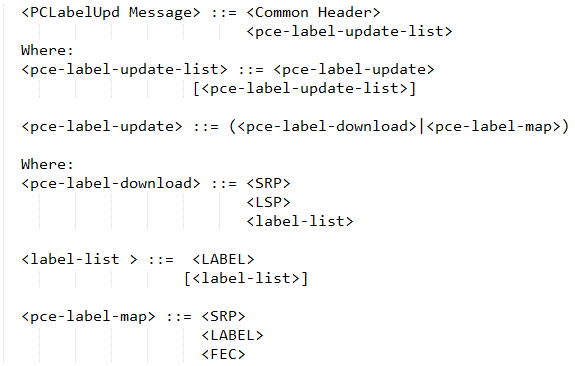 <PCLabelUpd Message> ::= <Common Header>
<pce-label-update-list>
Where:
<pce-label-update-list> ::= <pce-label-update>
[<pce-label-update-list>]
<pce-label-update> ::= (<pce-label-download>|<pce-label-map>)
Where:
<pce-label-download> ::= <SRP>
<LSP>
<label-list>
<label-list > ::= <LABEL>
[<label-list>]
<pce-label-map> ::= <SRP>
<LABEL>
<FEC>